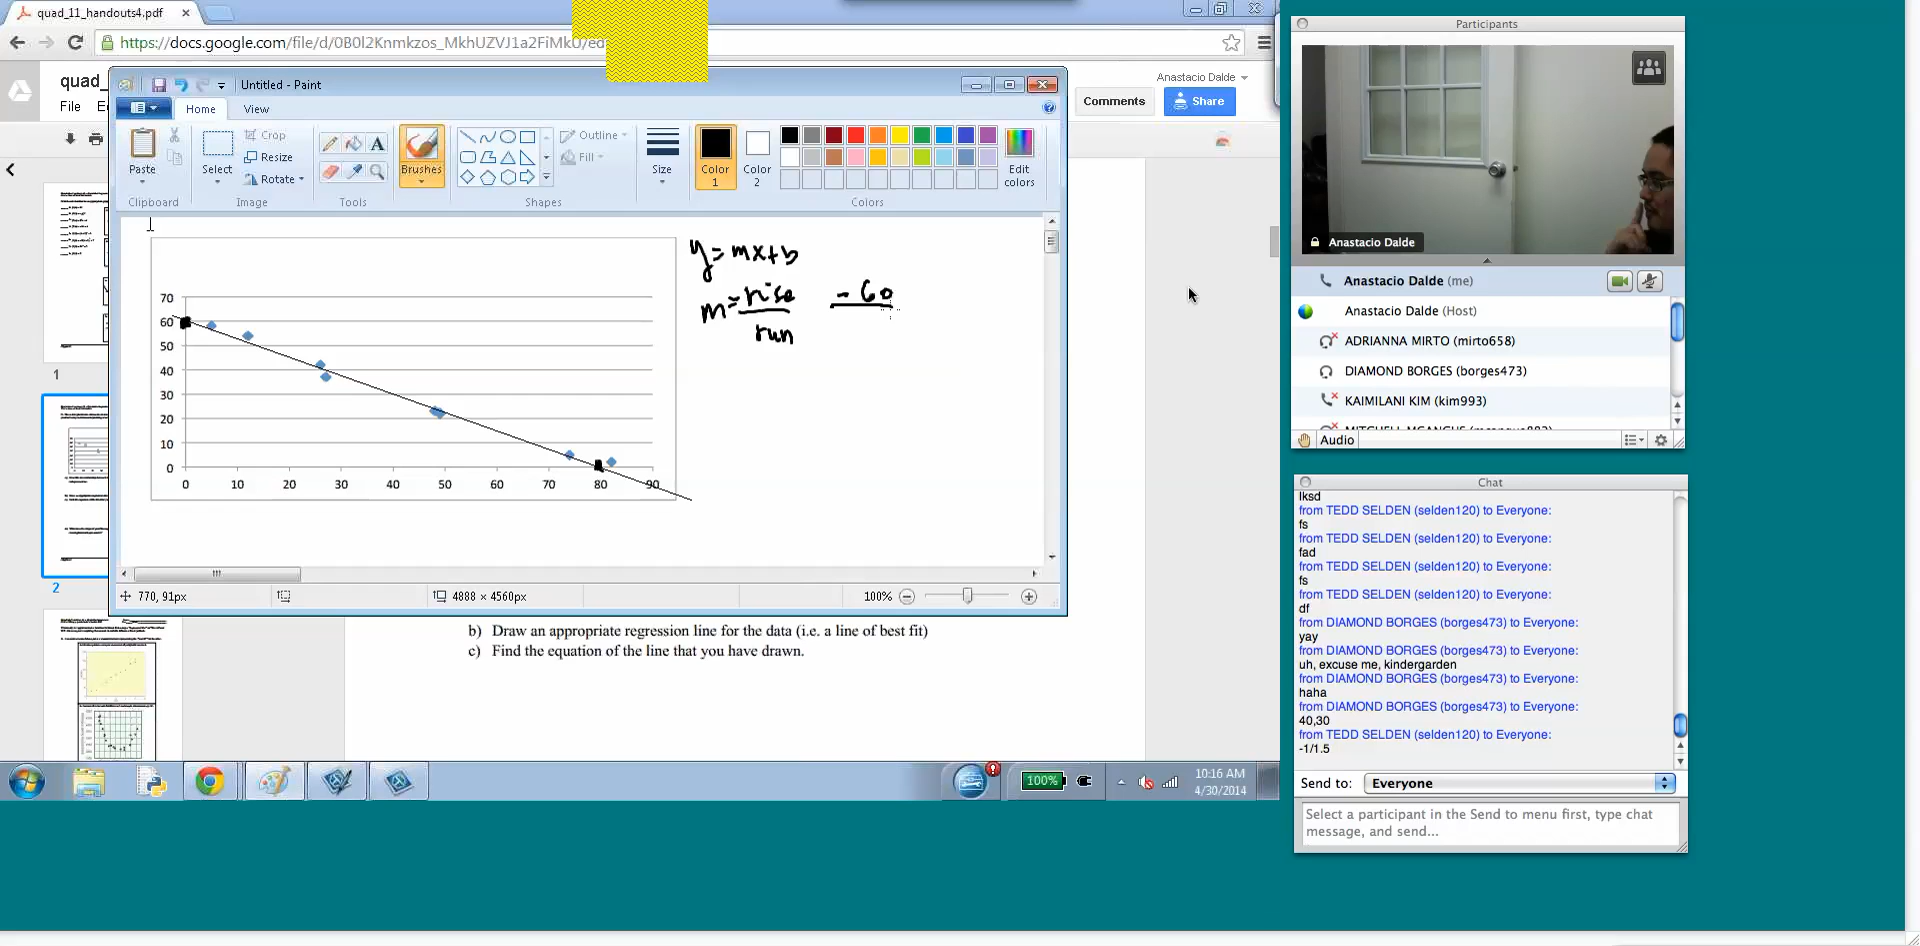 quad_11_handouts4.pdf
https://docs.google.com/file/d/0B0l2Knmkzos_MkhUZVJ1a2FiMkU/ed
quad_
File
Anastacio Dalde
Comments
Share
Untitled - Paint
Home
View
Paste
Select
Crop
Resize
Rotate
Brushes
Outline
Fill
Size
Color 1
Color 2
Edit colors
Clipboard
Image
Tools
Shapes
Colors
70
60
50
40
30
20
10
0
0 10 20 30 40 50 60 70 80 90
y = mx+b
m = rise
run
-60
770, 91px
4888 × 4560px
100%
1
2
b) Draw an appropriate regression line for the data (i.e. a line of best fit)
c) Find the equation of the line that you have drawn.
100%
10:16 AM
4/30/2014
Participants
Anastacio Dalde
Anastacio Dalde (me)
Anastacio Dalde (Host)
ADRIANNA MIRTO (mirto658)
DIAMOND BORGES (borges473)
KAIMILANI KIM (kim993)
Audio
Chat
lksd
from TEDD SELDEN (selden120) to Everyone:
fs
from TEDD SELDEN (selden120) to Everyone:
fad
from TEDD SELDEN (selden120) to Everyone:
fs
from TEDD SELDEN (selden120) to Everyone:
df
from DIAMOND BORGES (borges473) to Everyone:
yay
from DIAMOND BORGES (borges473) to Everyone:
uh, excuse me, kindergarden
from DIAMOND BORGES (borges473) to Everyone:
haha
from DIAMOND BORGES (borges473) to Everyone:
40,30
from TEDD SELDEN (selden120) to Everyone:
-1/1.5
Send to: Everyone
Select a participant in the Send to menu first, type chat
message, and send...